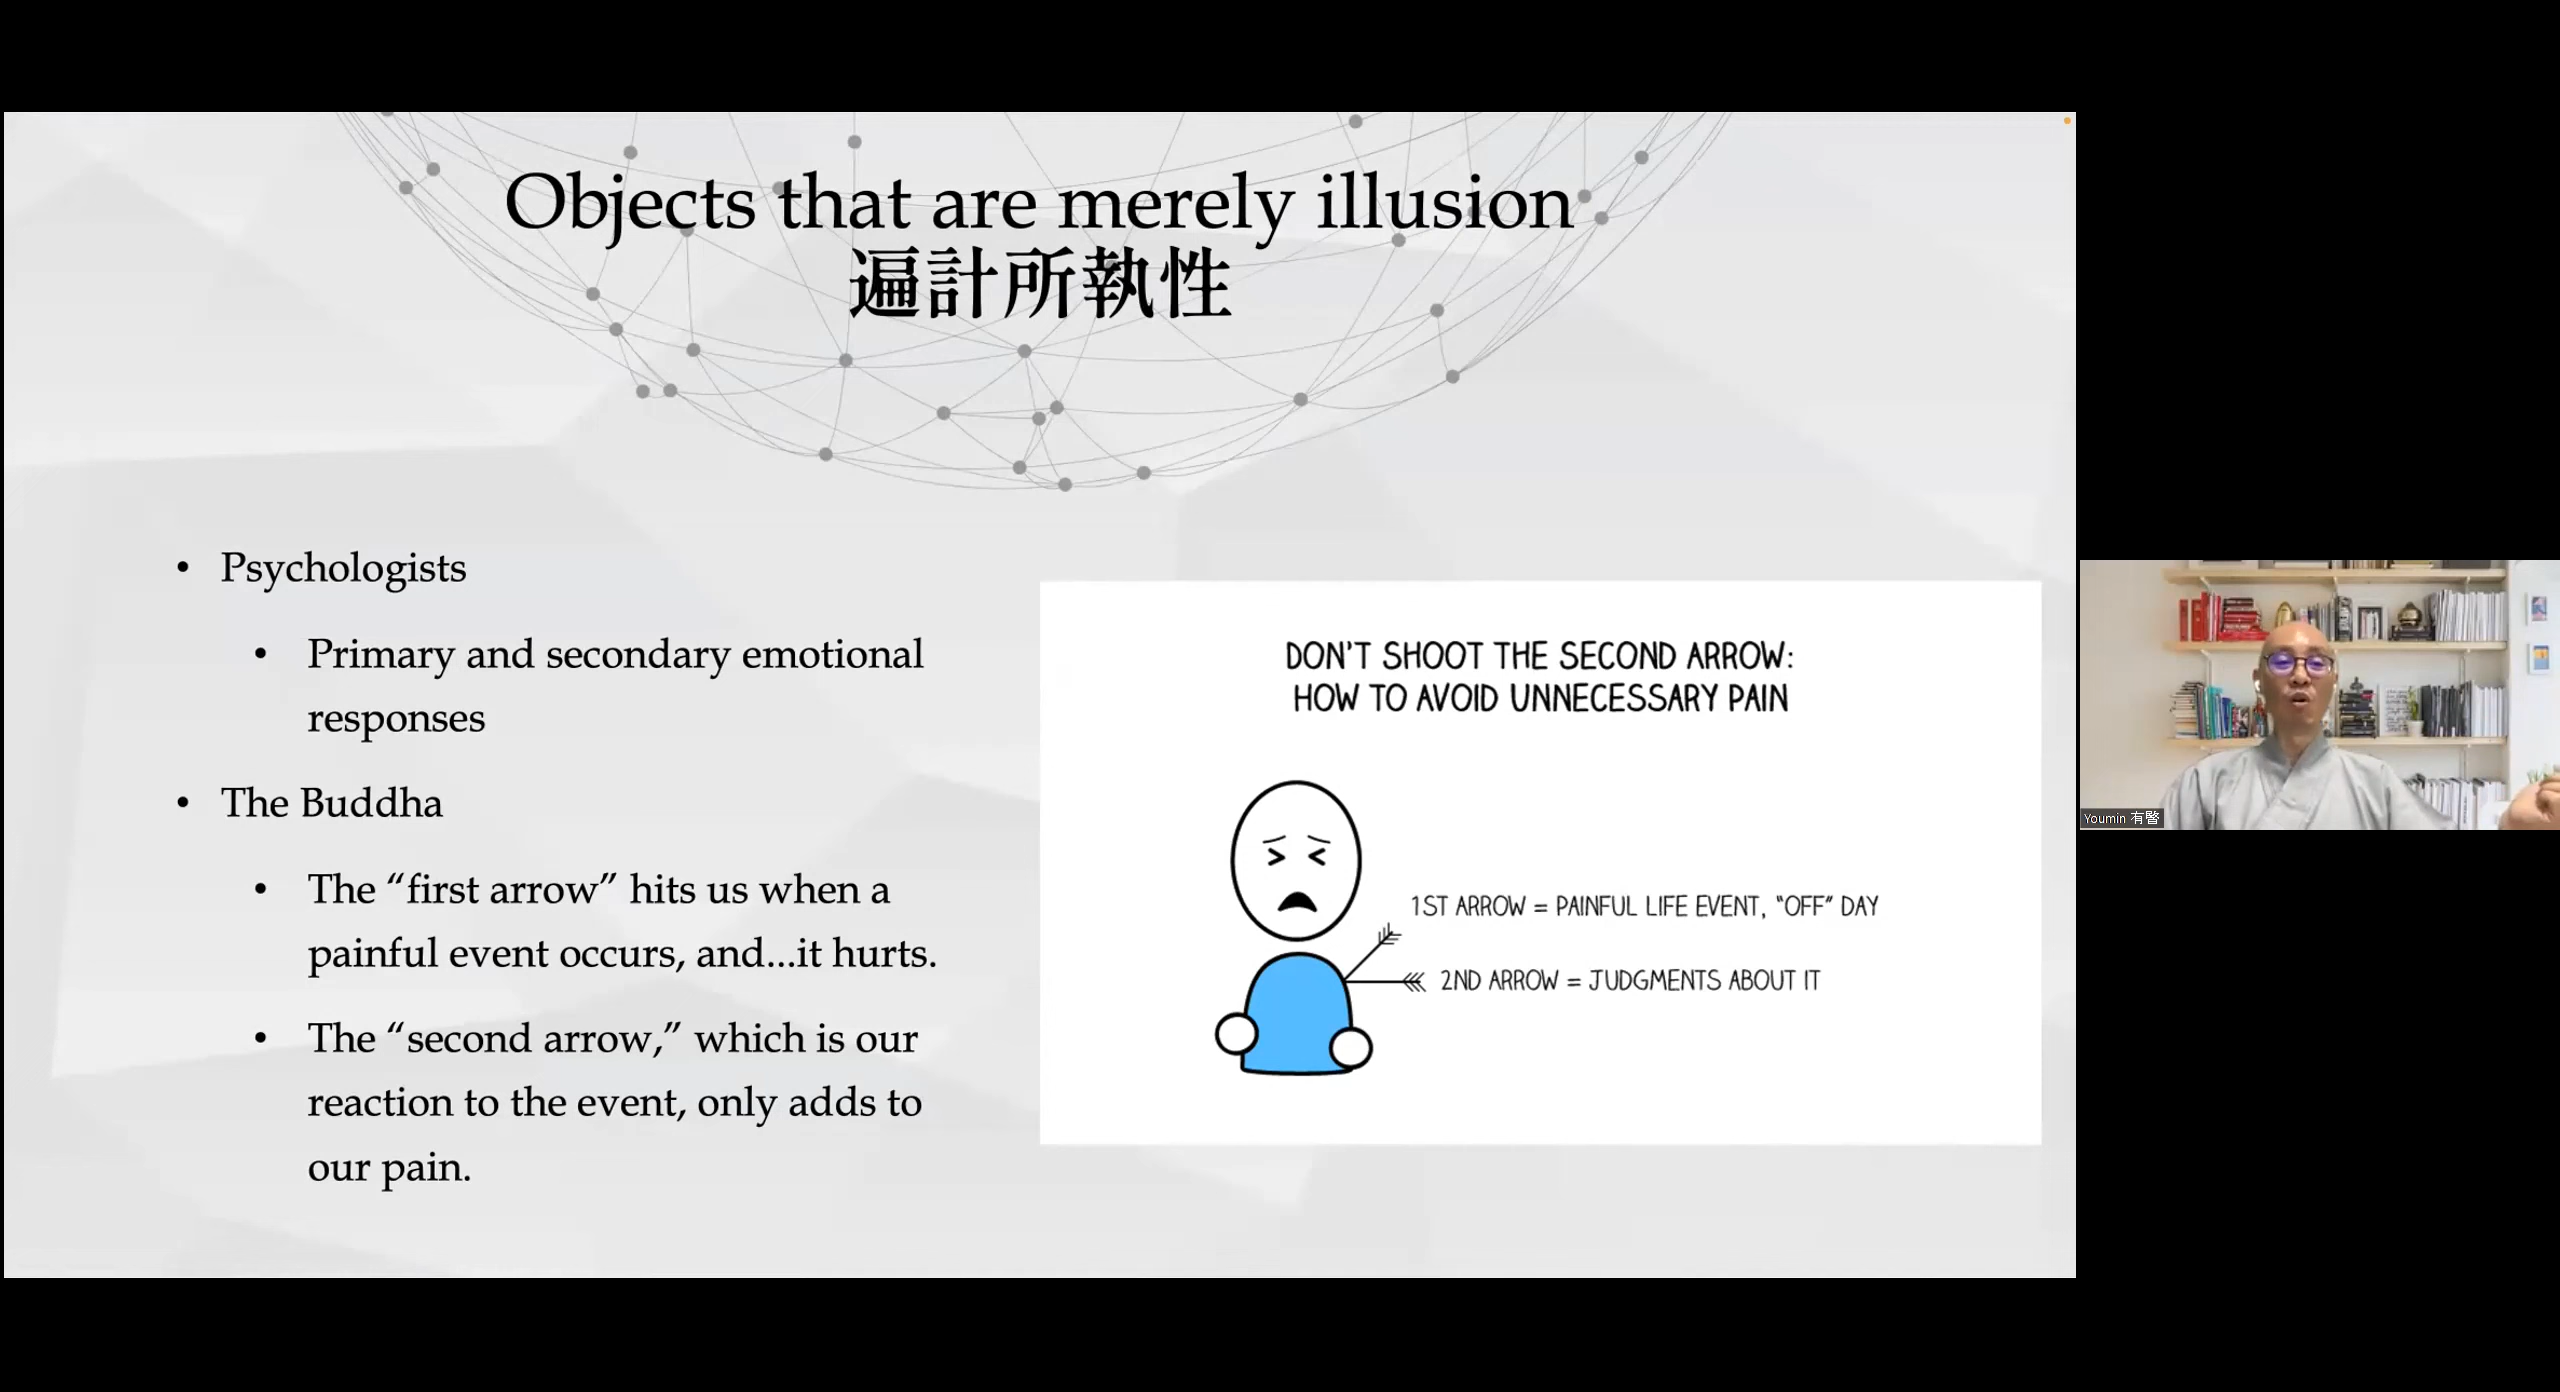 Objects that are merely illusion
遍計所執性
• Psychologists
• Primary and secondary emotional
responses
• The Buddha
• The “first arrow” hits us when a
painful event occurs, and...it hurts.
• The “second arrow,” which is our
reaction to the event, only adds to
our pain.
DON'T SHOOT THE SECOND ARROW:
HOW TO AVOID UNNECESSARY PAIN
1ST ARROW = PAINFUL LIFE EVENT, "OFF" DAY
2ND ARROW = JUDGMENTS ABOUT IT
Youmin 有暋